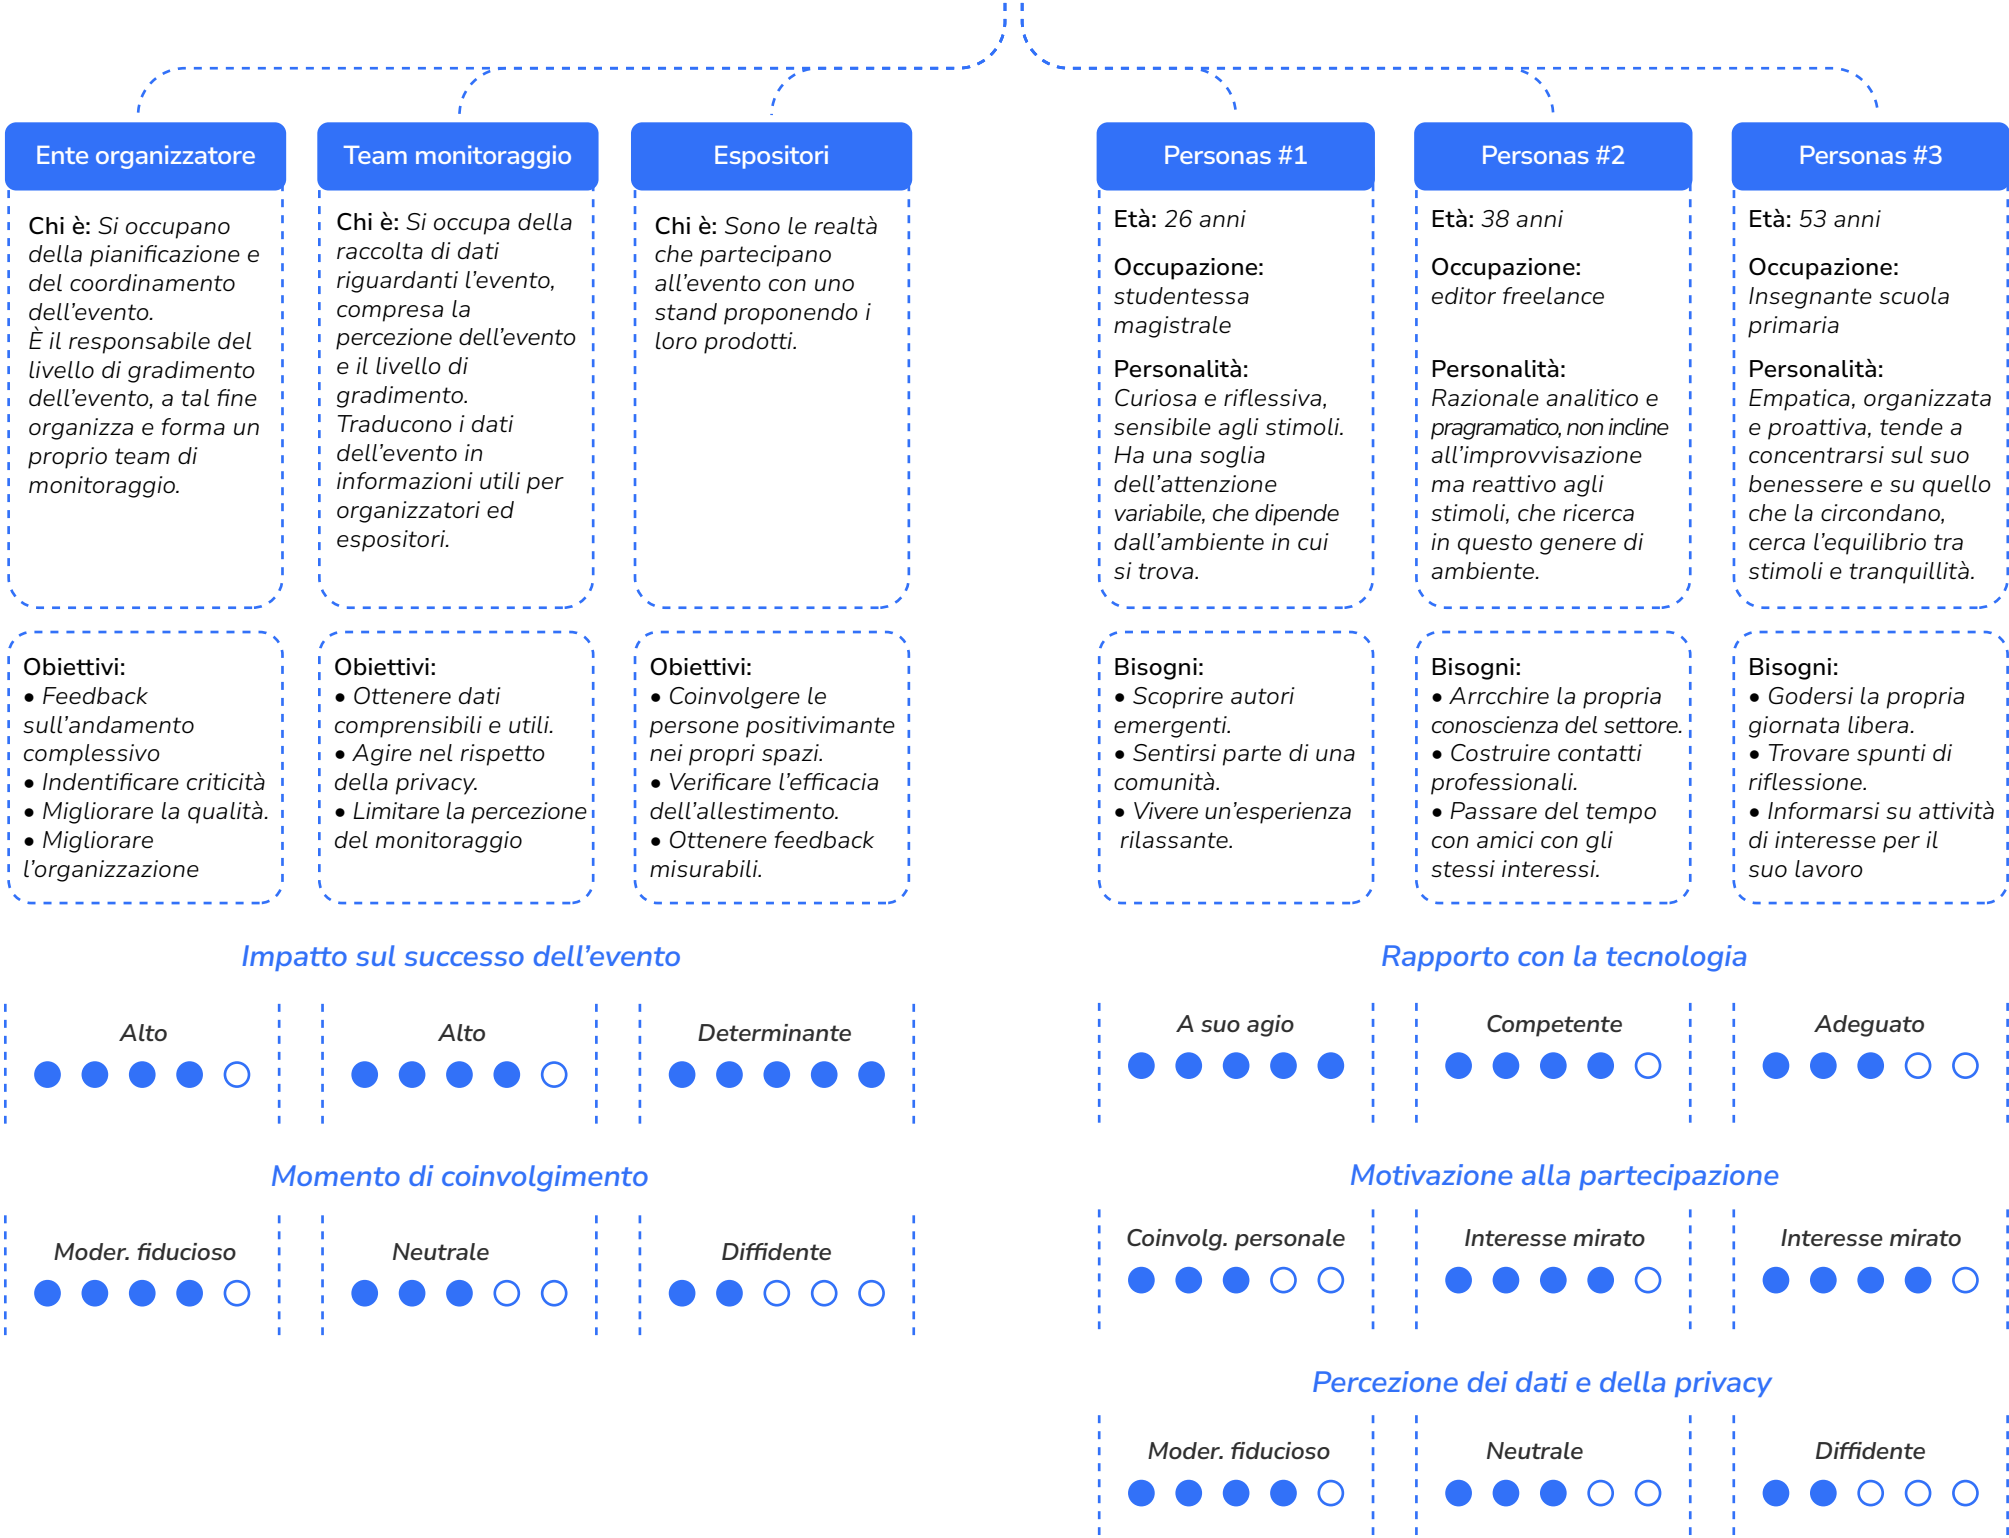 Ente organizzatore
Chi è: Si occupano
della pianificazione e
del coordinamento
dell'evento.
È il responsabile del
livello di gradimento
dell'evento, a tal fine
organizza e forma un
proprio team di
monitoraggio.
Obiettivi:
• Feedback
sull'andamento
complessivo
• Indentificare criticità
• Migliorare la qualità.
• Migliorare
l'organizzazione
Team monitoraggio
Chi è: Si occupa della
raccolta di dati
riguardanti l'evento,
compresa la
percezione dell'evento
e il livello di
gradimento.
Traducono i dati
dell'evento in
informazioni utili per
organizzatori ed
espositori.
Obiettivi:
• Ottenere dati
comprensibili e utili.
• Agire nel rispetto
della privacy.
• Limitare la percezione
del monitoraggio
Espositori
Chi è: Sono le realtà
che partecipano
all'evento con uno
stand proponendo i
loro prodotti.
Obiettivi:
• Coinvolgere le
persone positivimante
nei propri spazi.
• Verificare l'efficacia
dell'allestimento.
• Ottenere feedback
misurabili.
Impatto sul successo dell'evento
Alto
Alto
Determinante
Momento di coinvolgimento
Moder. fiducioso
Neutrale
Diffidente
Personas #1
Età: 26 anni
Occupazione:
studentessa
magistrale
Personalità:
Curiosa e riflessiva,
sensibile agli stimoli.
Ha una soglia
dell'attenzione
variabile, che dipende
dall'ambiente in cui
si trova.
Bisogni:
• Scoprire autori
emergenti.
• Sentirsi parte di una
comunità.
• Vivere un'esperienza
rilassante.
Personas #2
Età: 38 anni
Occupazione:
editor freelance
Personalità:
Razionale analitico e
pragramatico, non incline
all'improvvisazione
ma reattivo agli
stimoli, che ricerca
in questo genere di
ambiente.
Bisogni:
• Arrcchire la propria
conoscienza del settore.
• Costruire contatti
professionali.
• Passare del tempo
con amici con gli
stessi interessi.
Personas #3
Età: 53 anni
Occupazione:
Insegnante scuola
primaria
Personalità:
Empatica, organizzata
e proattiva, tende a
concentrarsi sul suo
benessere e su quello
che la circondano,
cerca l'equilibrio tra
stimoli e tranquillità.
Bisogni:
• Godersi la propria
giornata libera.
• Trovare spunti di
riflessione.
• Informarsi su attività
di interesse per il
suo lavoro
Rapporto con la tecnologia
A suo agio
Competente
Adeguato
Motivazione alla partecipazione
Coinvolg. personale
Interesse mirato
Interesse mirato
Percezione dei dati e della privacy
Moder. fiducioso
Neutrale
Diffidente